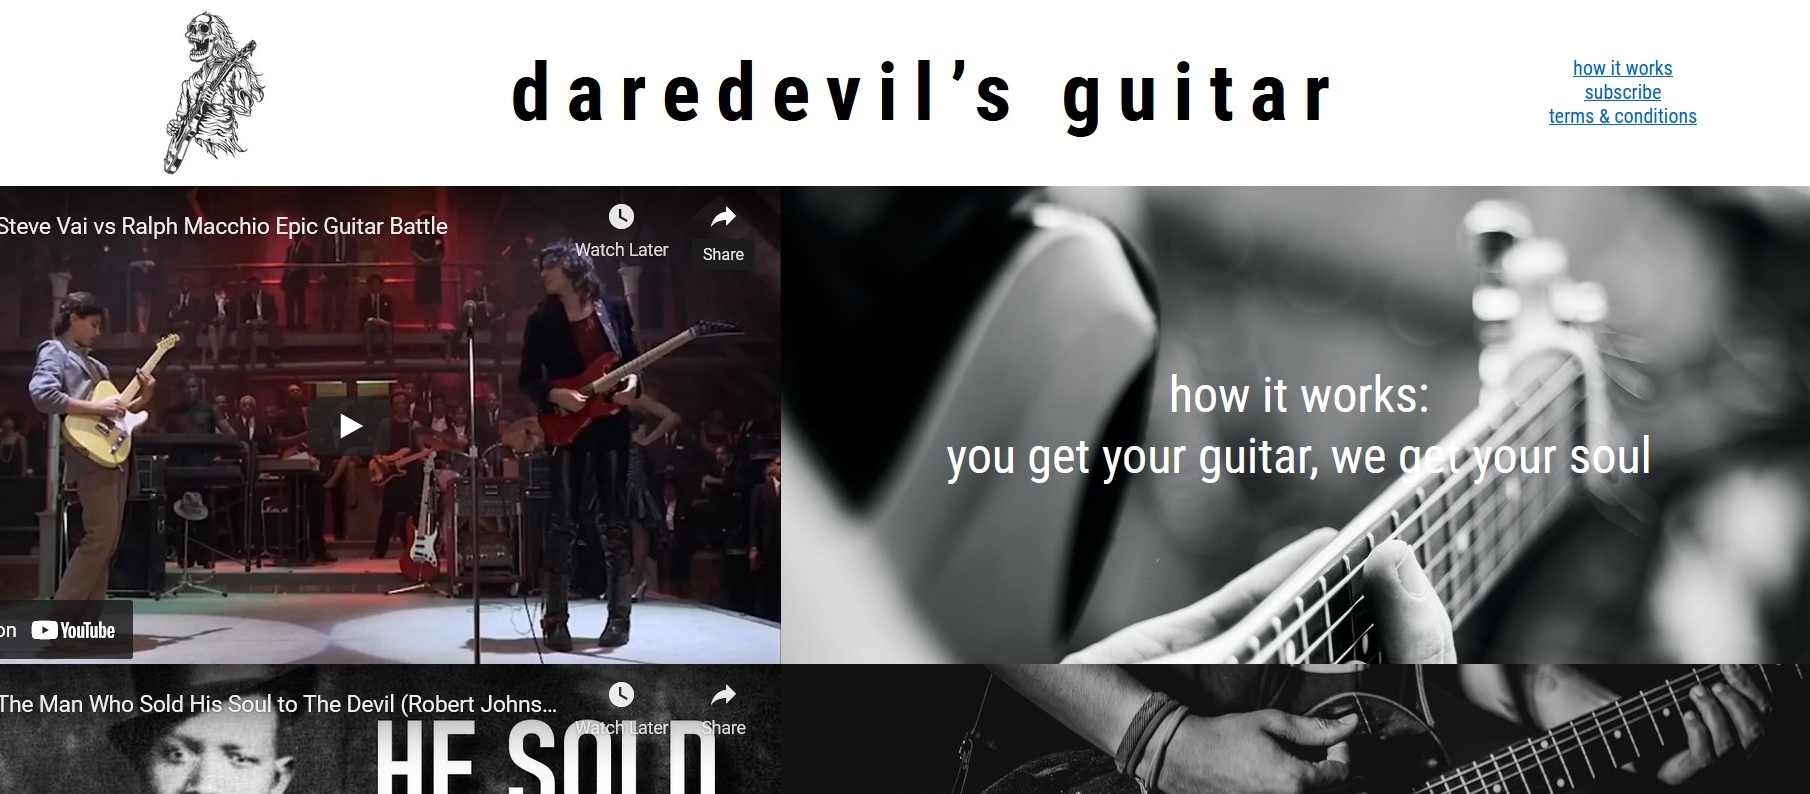 daredevil’s guitar
how it works
subscribe
terms & conditions
Steve Vai vs Ralph Macchio Epic Guitar Battle
Watch Later
Share
how it works:
you get your guitar, we get your soul
on YouTube
The Man Who Sold His Soul to The Devil (Robert Johns...
Watch Later
Share
HE SOLD